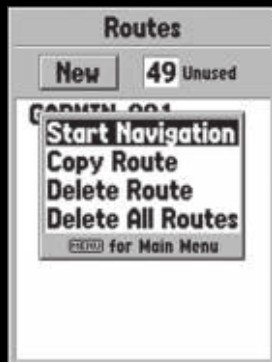 Routes
New 49 Unused
Start Navigation
Copy Route
Delete Route
Delete All Routes
MENU for Main Menu